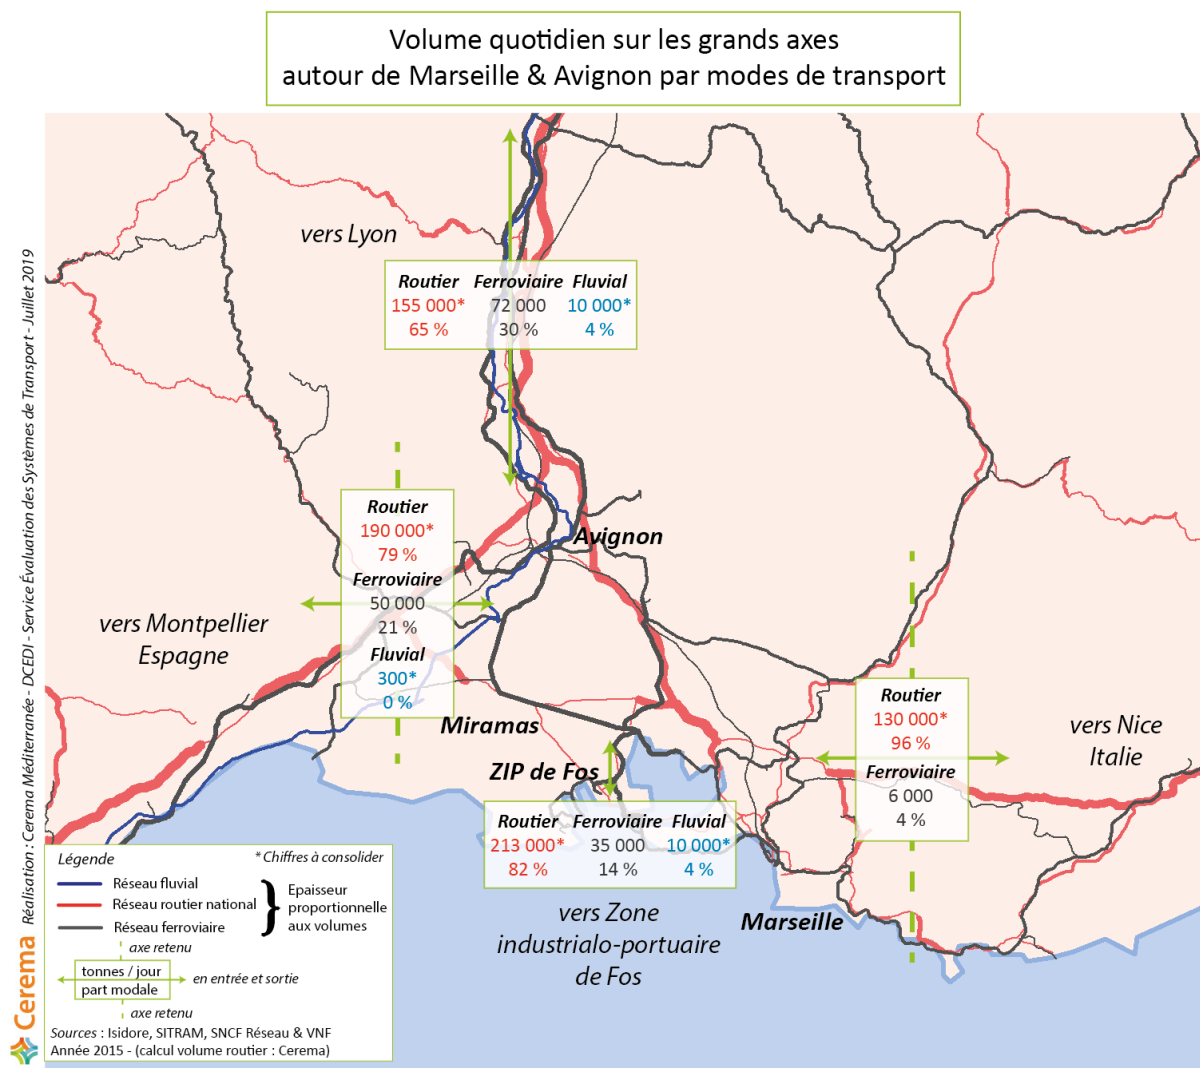 Volume quotidien sur les grands axes
autour de Marseille & Avignon par modes de transport
vers Lyon
Routier Ferroviaire Fluvial
155 000* 72 000 10 000*
65 % 30 % 4 %
Routier
190 000*
79 %
Ferroviaire
50 000
21 %
Fluvial
300*
0 %
Avignon
vers Montpellier
Espagne
Miramas
ZIP de Fos
Routier Ferroviaire Fluvial
213 000* 35 000 10 000*
82 % 14 % 4 %
vers Zone
industrialo-portuaire
de Fos
Marseille
Routier
130 000*
96 %
Ferroviaire
6 000
4 %
vers Nice
Italie
Légende
* Chiffres à consolider
Réseau fluvial
Réseau routier national
Réseau ferroviaire
Epaisseur
proportionnelle
aux volumes
axe retenu
tonnes / jour
part modale
en entrée et sortie
axe retenu
Sources : Isidore, SITRAM, SNCF Réseau & VNF
Année 2015 - (calcul volume routier : Cerema)
Cerema
Réalisation : Cerema Méditerranée - DCEDI - Service Évaluation des Systèmes de Transport - Juillet 2019